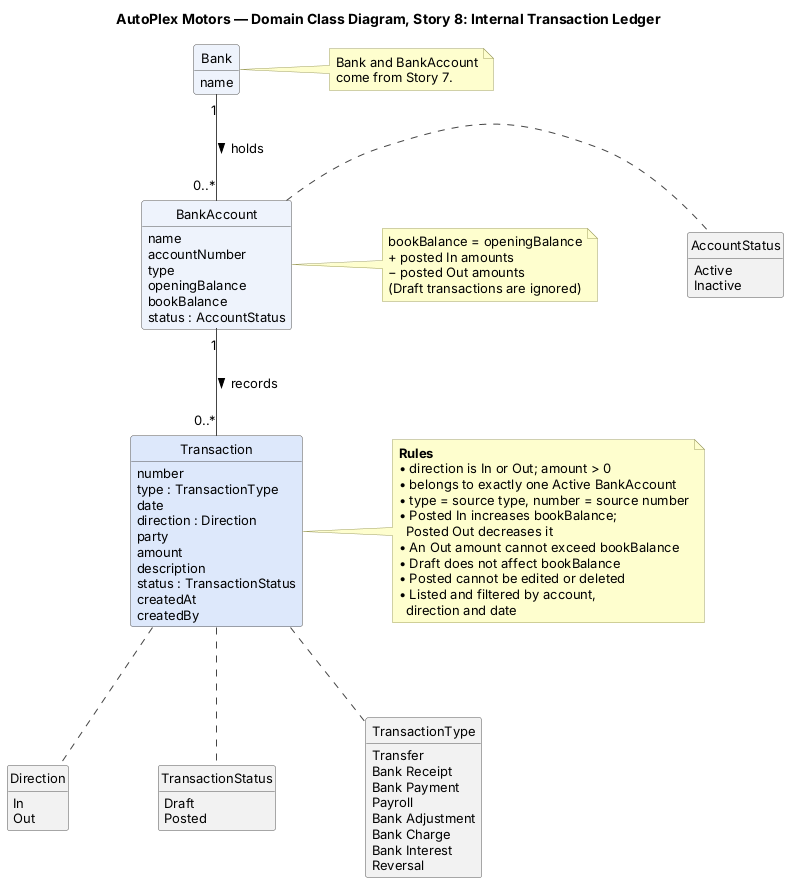 AutoPlex Motors — Domain Class Diagram, Story 8: Internal Transaction Ledger
Bank
name
Bank and BankAccount
come from Story 7.
1
holds
0..*
BankAccount
name
accountNumber
type
openingBalance
bookBalance
status : AccountStatus
bookBalance = openingBalance
+ posted In amounts
− posted Out amounts
(Draft transactions are ignored)
AccountStatus
Active
Inactive
1
records
0..*
Transaction
number
type : TransactionType
date
direction : Direction
party
amount
description
status : TransactionStatus
createdAt
createdBy
Rules
• direction is In or Out; amount > 0
• belongs to exactly one Active BankAccount
• type = source type, number = source number
• Posted In increases bookBalance;
Posted Out decreases it
• An Out amount cannot exceed bookBalance
• Draft does not affect bookBalance
• Posted cannot be edited or deleted
• Listed and filtered by account,
direction and date
Direction
In
Out
TransactionStatus
Draft
Posted
TransactionType
Transfer
Bank Receipt
Bank Payment
Payroll
Bank Adjustment
Bank Charge
Bank Interest
Reversal